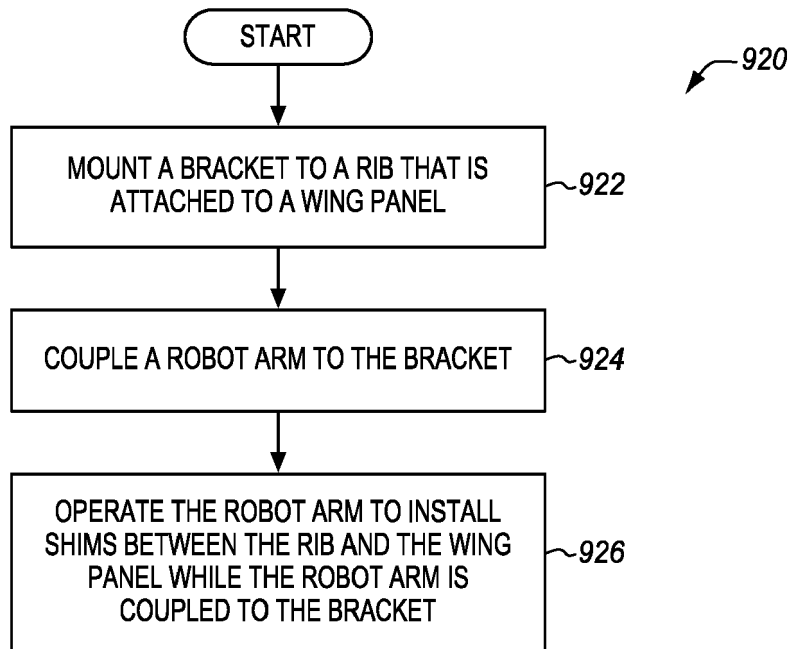 START
920
MOUNT A BRACKET TO A RIB THAT IS
ATTACHED TO A WING PANEL
922
COUPLE A ROBOT ARM TO THE BRACKET
924
OPERATE THE ROBOT ARM TO INSTALL
SHIMS BETWEEN THE RIB AND THE WING
PANEL WHILE THE ROBOT ARM IS
COUPLED TO THE BRACKET
926